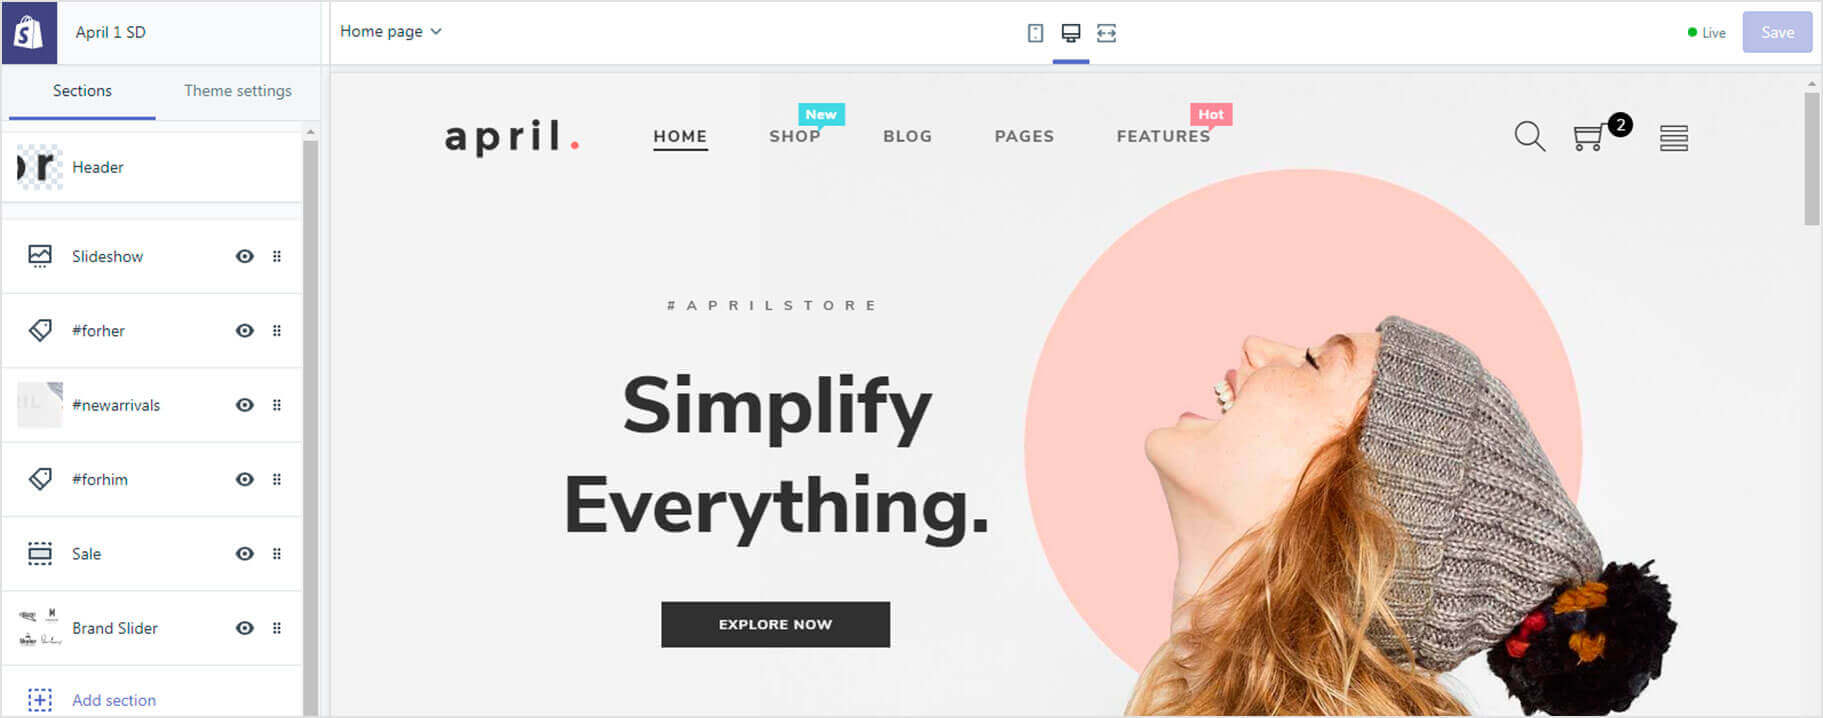 April 1 SD
Home page
Live
Save
Sections
Theme settings
Header
Slideshow
#forher
#newarrivals
#forhim
Sale
Brand Slider
Add section
april.
HOME
SHOP
New
BLOG
PAGES
FEATURES
Hot
2
#APRILSTORE
Simplify
Everything.
EXPLORE NOW